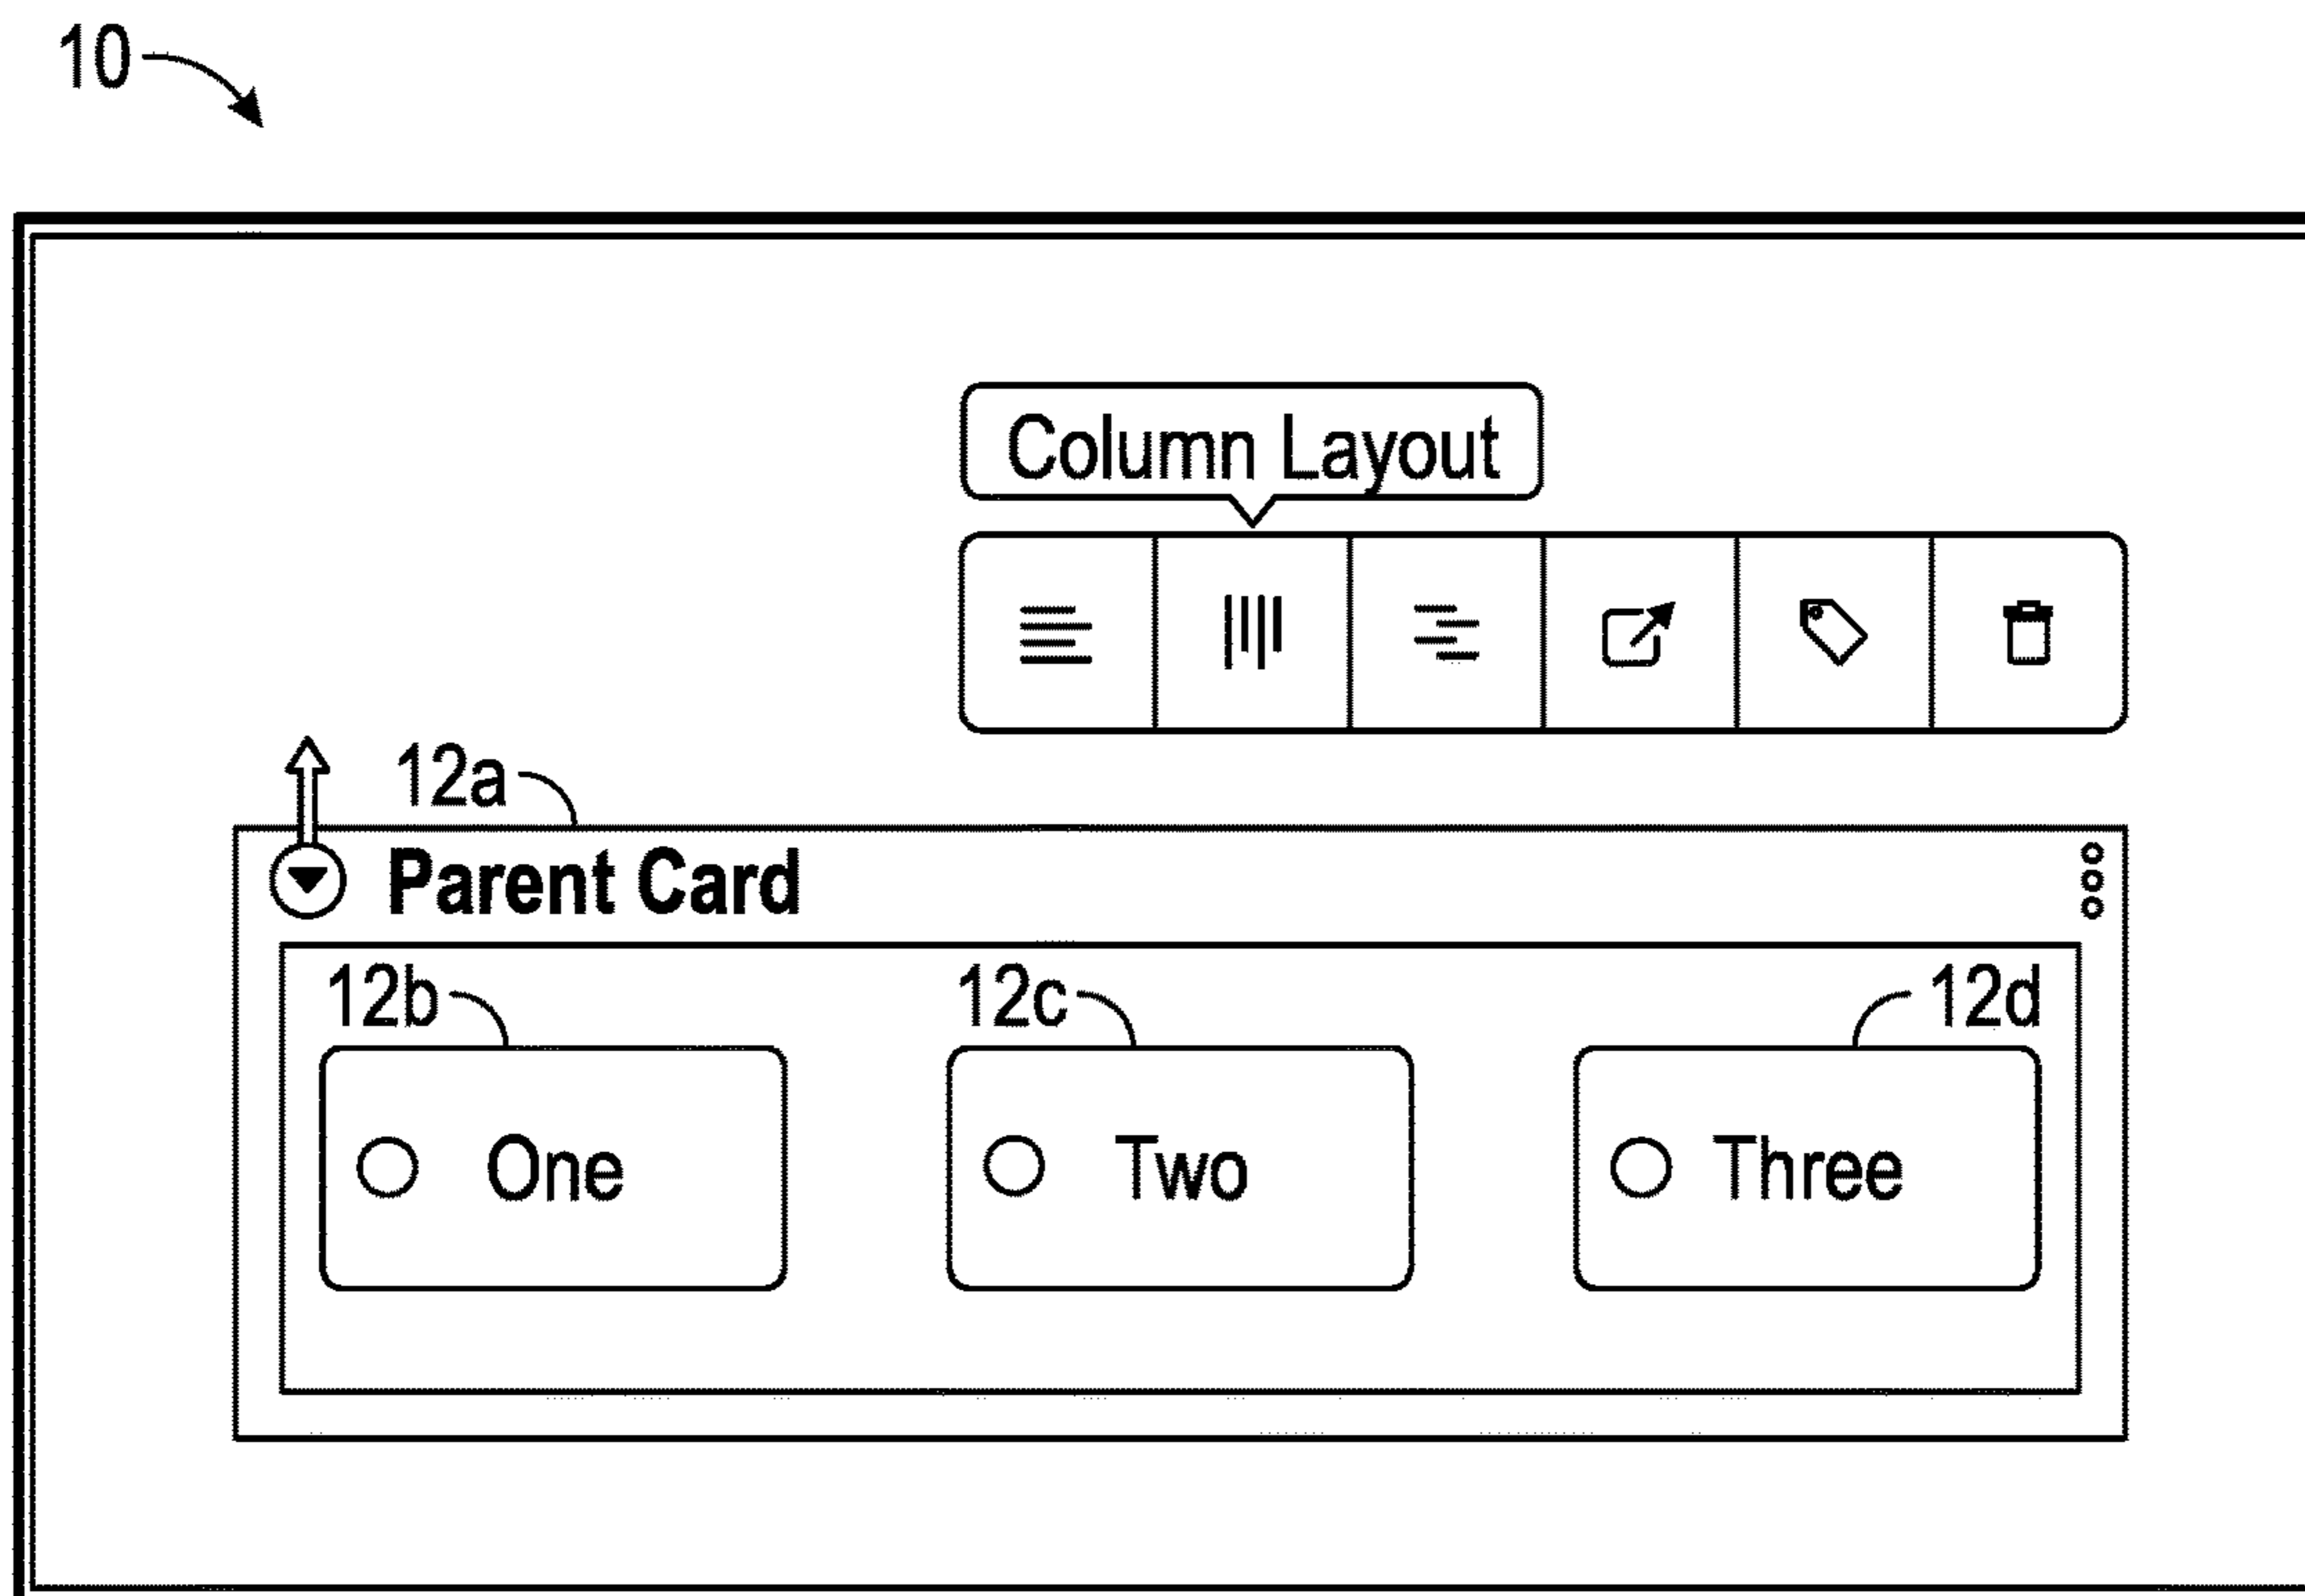 10
Column Layout
12a
Parent Card
12b 12c 12d
One Two Three